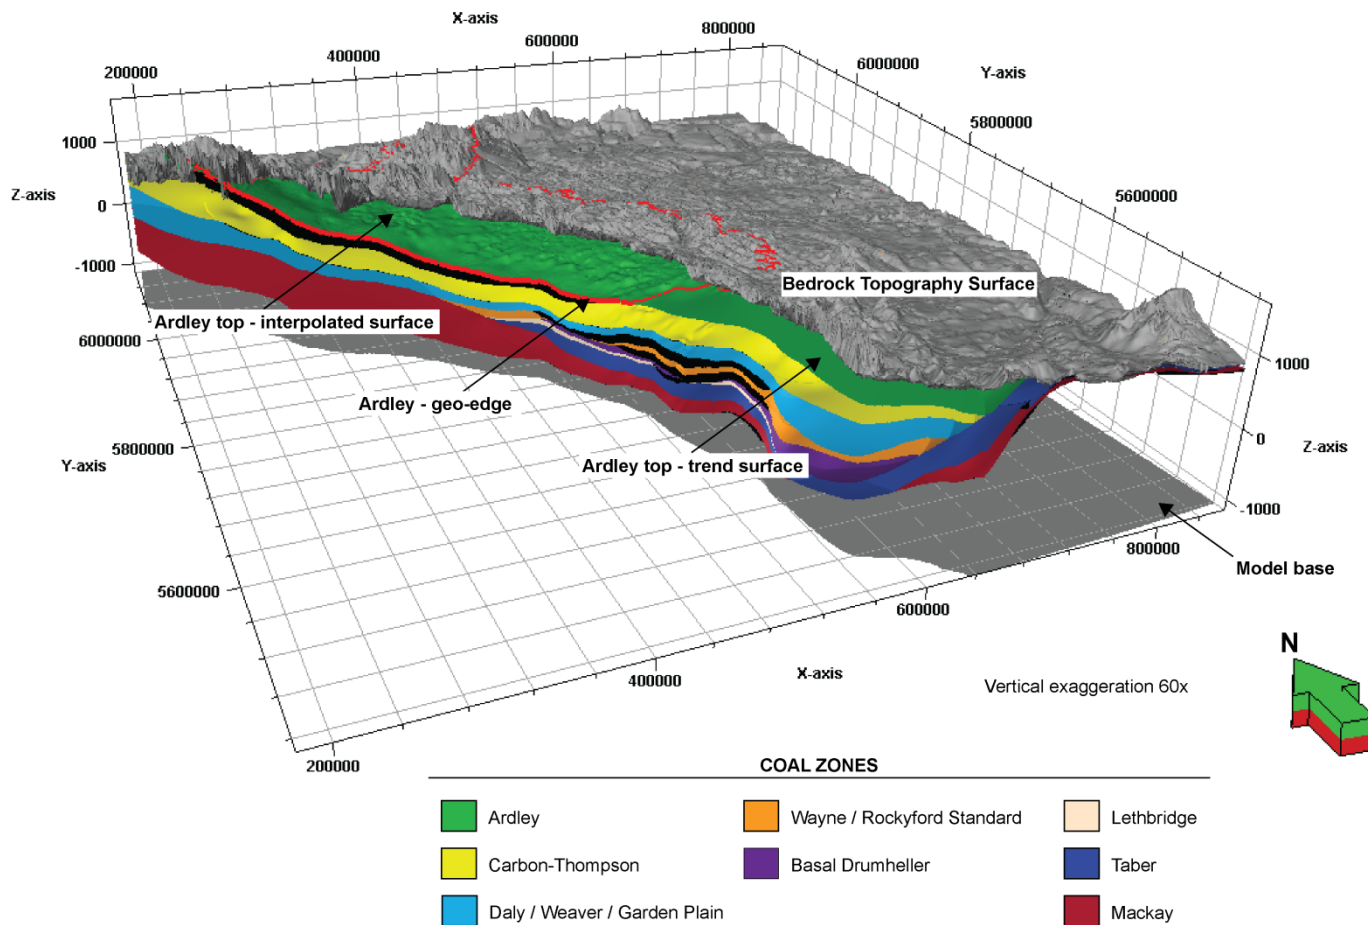 X-axis
200000
400000
600000
800000
6000000
Y-axis
5800000
5600000
1000
Z-axis
0
-1000
Bedrock Topography Surface
Ardley top - interpolated surface
6000000
Ardley - geo-edge
1000
0
Z-axis
-1000
5800000
Y-axis
Ardley top - trend surface
800000
Model base
5600000
600000
X-axis
400000
200000
Vertical exaggeration 60x
N
COAL ZONES
Ardley
Wayne / Rockyford Standard
Lethbridge
Carbon-Thompson
Basal Drumheller
Taber
Daly / Weaver / Garden Plain
Mackay